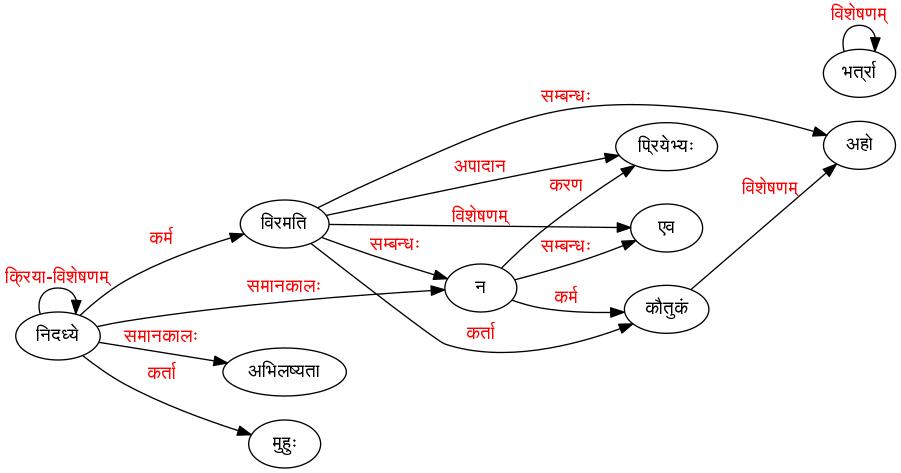 विशेषणम्
भर्त्रा
सम्बन्धः
अहो
प्रियेभ्यः
अपादान
करण
विशेषणम्
विशेषणम्
एव
विरमति
कर्म
सम्बन्धः
सम्बन्धः
क्रिया-विशेषणम्
समानकालः
न
कर्म
कौतुकं
निदध्ये
समानकालः
कर्ता
कर्ता
अभिलष्यता
मुहुः